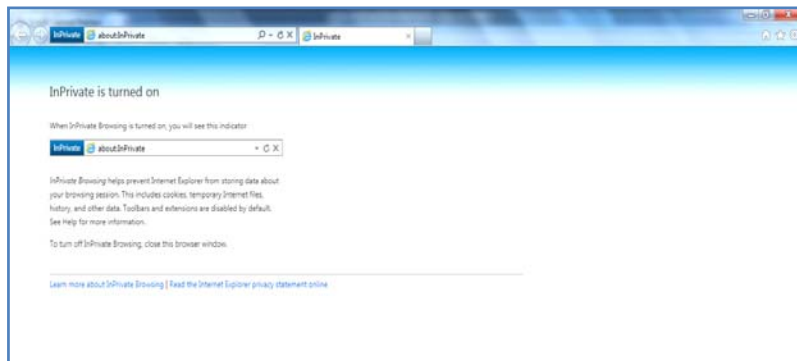 InPrivate about:InPrivate InPrivate
InPrivate is turned on
When InPrivate Browsing is turned on, you will see this indicator
InPrivate about:InPrivate
InPrivate Browsing helps prevent Internet Explorer from storing data about
your browsing session. This includes cookies, temporary Internet files,
history, and other data. Toolbars and extensions are disabled by default.
See Help for more information.
To turn off InPrivate Browsing, close this browser window.
Learn more about InPrivate Browsing | Read the Internet Explorer privacy statement online